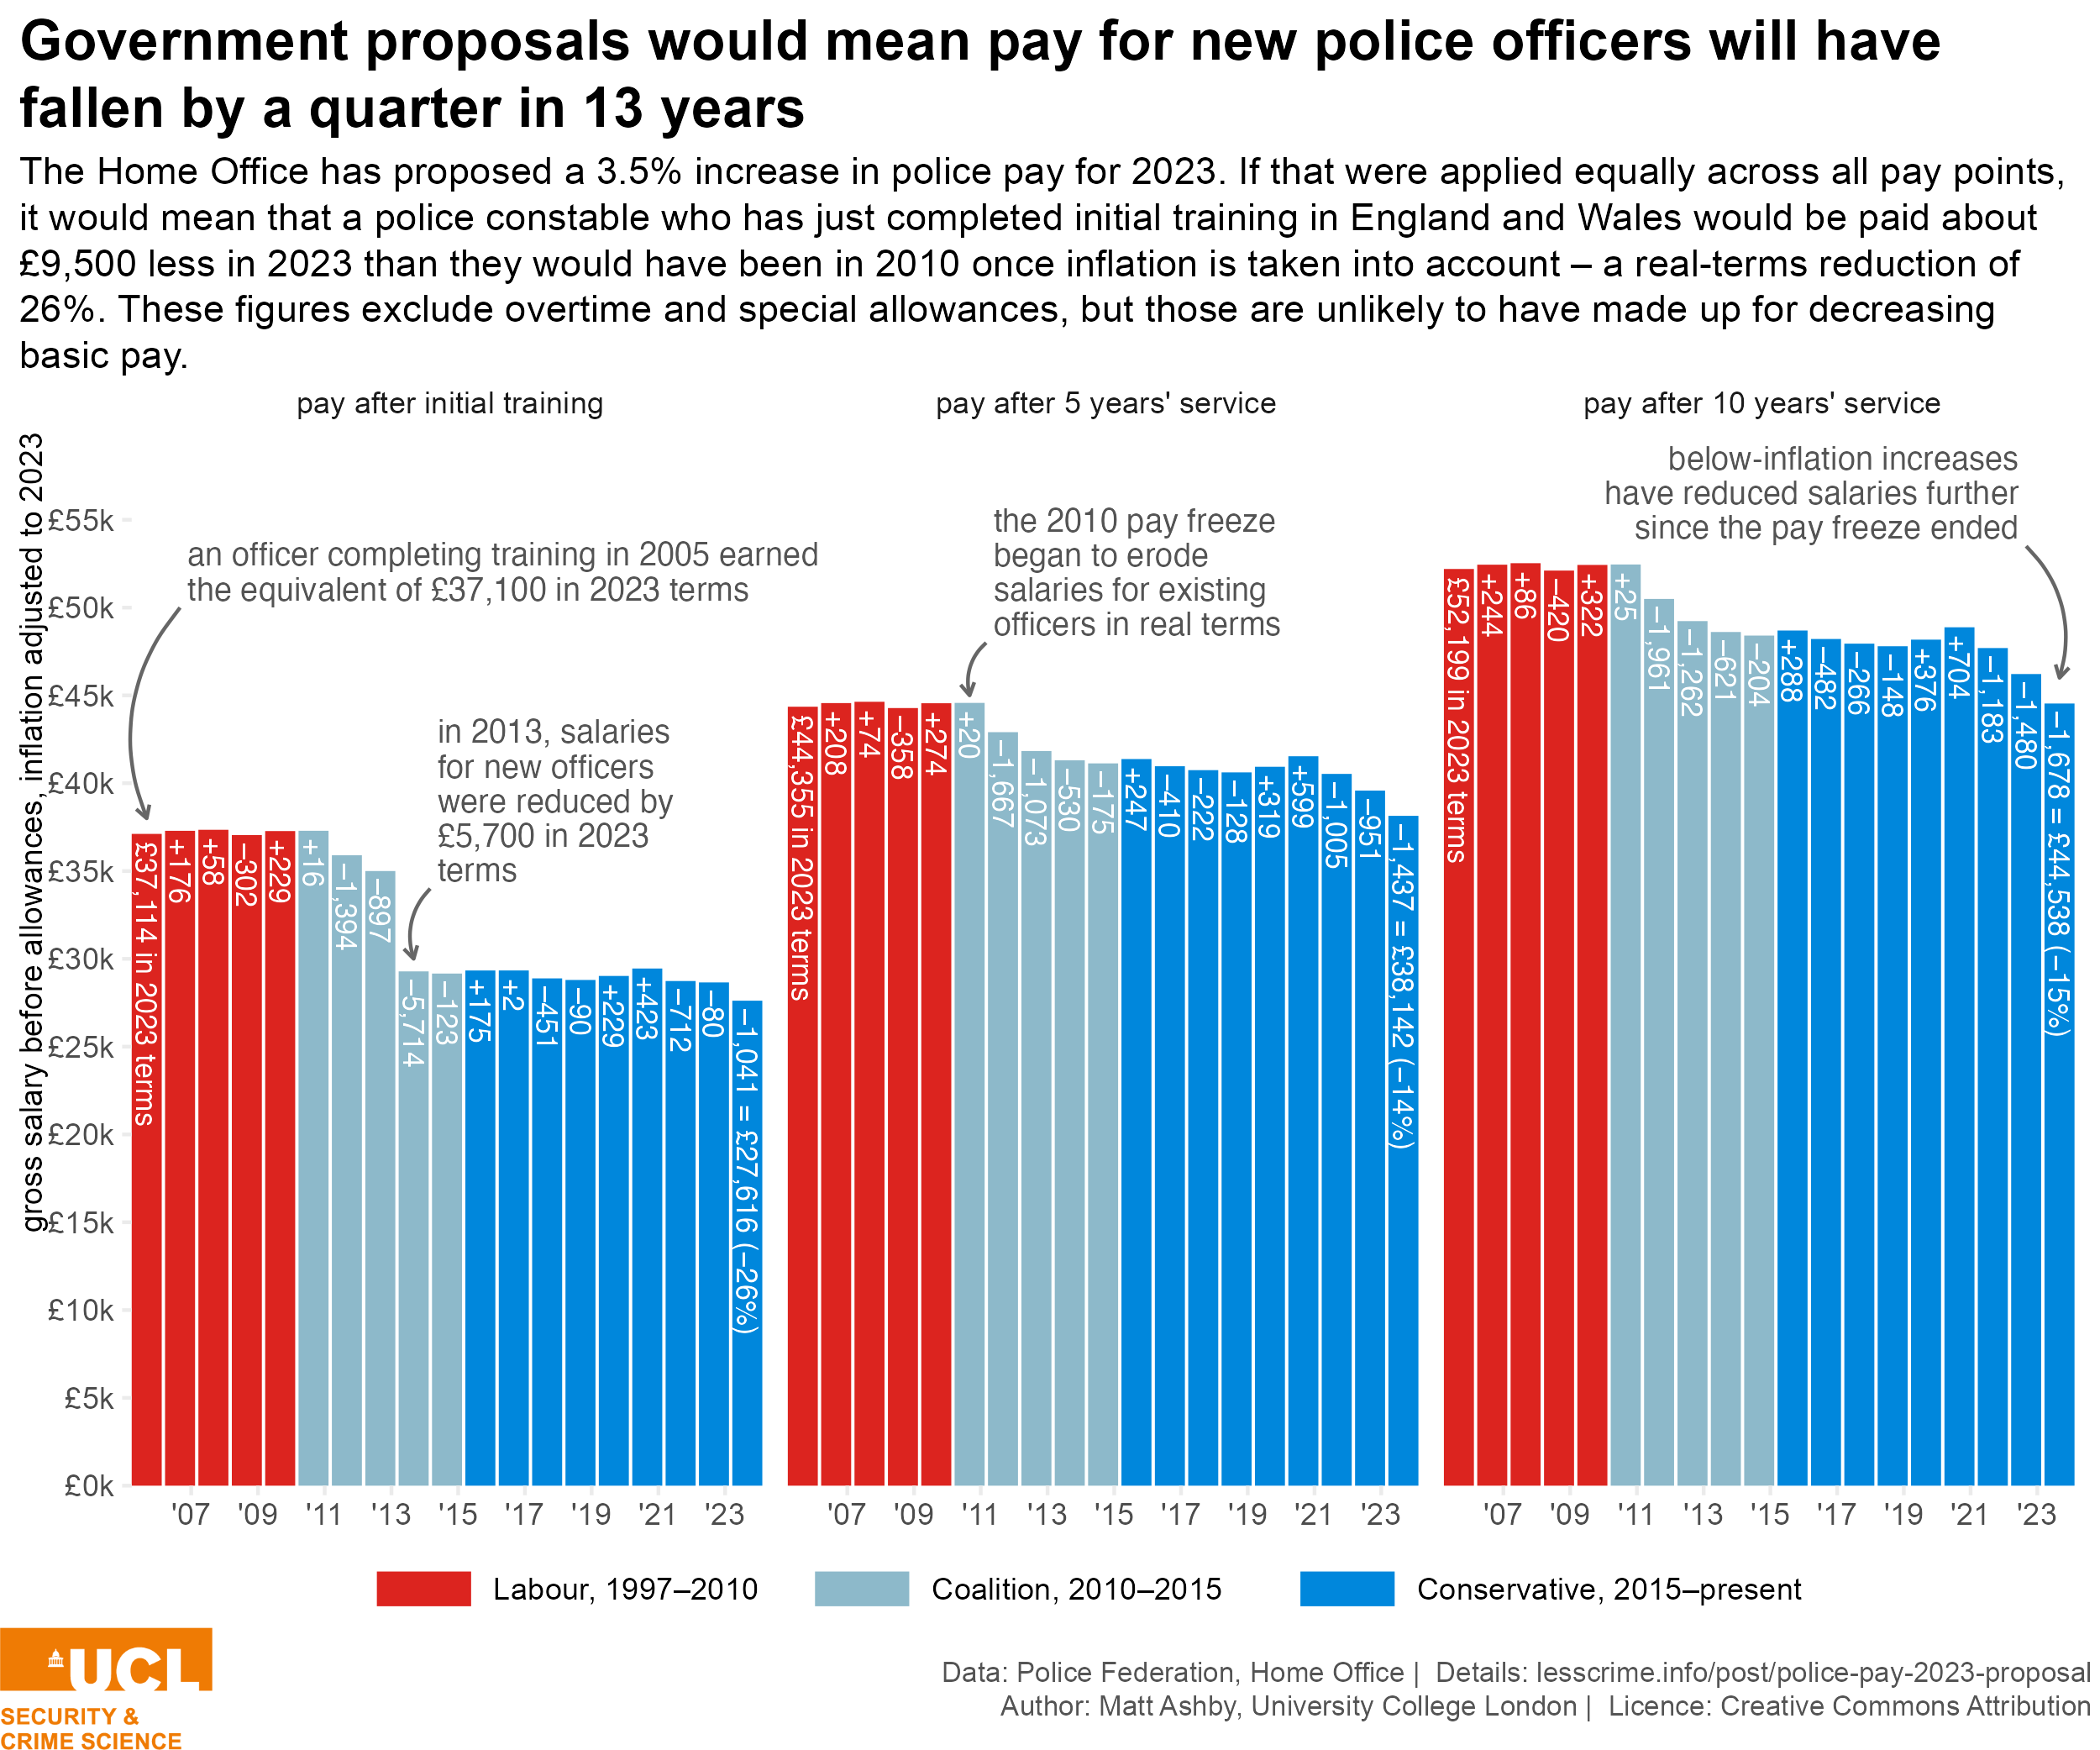 Government proposals would mean pay for new police officers will have
fallen by a quarter in 13 years
The Home Office has proposed a 3.5% increase in police pay for 2023. If that were applied equally across all pay points,
it would mean that a police constable who has just completed initial training in England and Wales would be paid about
£9,500 less in 2023 than they would have been in 2010 once inflation is taken into account – a real-terms reduction of
26%. These figures exclude overtime and special allowances, but those are unlikely to have made up for decreasing
basic pay.
gross salary before allowances, inflation adjusted to 2023
£55k
£50k
£45k
£40k
£35k
£30k
£25k
£20k
£15k
£10k
£5k
£0k
pay after initial training
an officer completing training in 2005 earned
the equivalent of £37,100 in 2023 terms
in 2013, salaries
for new officers
were reduced by
£5,700 in 2023
terms
£37,114 in 2023 terms
+176
+58
−302
+229
+16
−1,394
−897
−5,714
−123
+175
+2
−451
−90
+229
+423
−712
−80
−1,041 = £27,616 (−26%)
'07 '09 '11 '13 '15 '17 '19 '21 '23
pay after 5 years' service
the 2010 pay freeze
began to erode
salaries for existing
officers in real terms
£44,355 in 2023 terms
+208
+74
−358
+274
+20
−1,667
−1,073
−530
−175
+247
−410
−222
−128
+319
+599
−1,005
−951
−1,437 = £38,142 (−14%)
'07 '09 '11 '13 '15 '17 '19 '21 '23
pay after 10 years' service
below-inflation increases
have reduced salaries further
since the pay freeze ended
£52,199 in 2023 terms
+244
+86
−420
+322
+25
−1,961
−1,262
−621
−204
+288
−482
−266
−148
+376
+704
−1,183
−1,480
−1,678 = £44,538 (−15%)
'07 '09 '11 '13 '15 '17 '19 '21 '23
Labour, 1997–2010
Coalition, 2010–2015
Conservative, 2015–present
UCL
SECURITY &
CRIME SCIENCE
Data: Police Federation, Home Office | Details: lesscrime.info/post/police-pay-2023-proposal
Author: Matt Ashby, University College London | Licence: Creative Commons Attribution